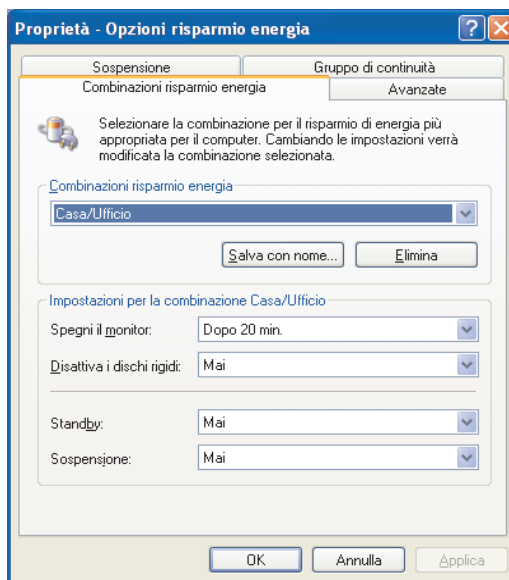 Proprietà - Opzioni risparmio energia
Sospensione
Gruppo di continuità
Combinazioni risparmio energia
Avanzate
Selezionare la combinazione per il risparmio di energia più
appropriata per il computer. Cambiando le impostazioni verrà
modificata la combinazione selezionata.
Combinazioni risparmio energia
Casa/Ufficio
Salva con nome...
Elimina
Impostazioni per la combinazione Casa/Ufficio
Spegni il monitor:
Dopo 20 min.
Disattiva i dischi rigidi:
Mai
Standby:
Mai
Sospensione:
Mai
OK
Annulla
Applica